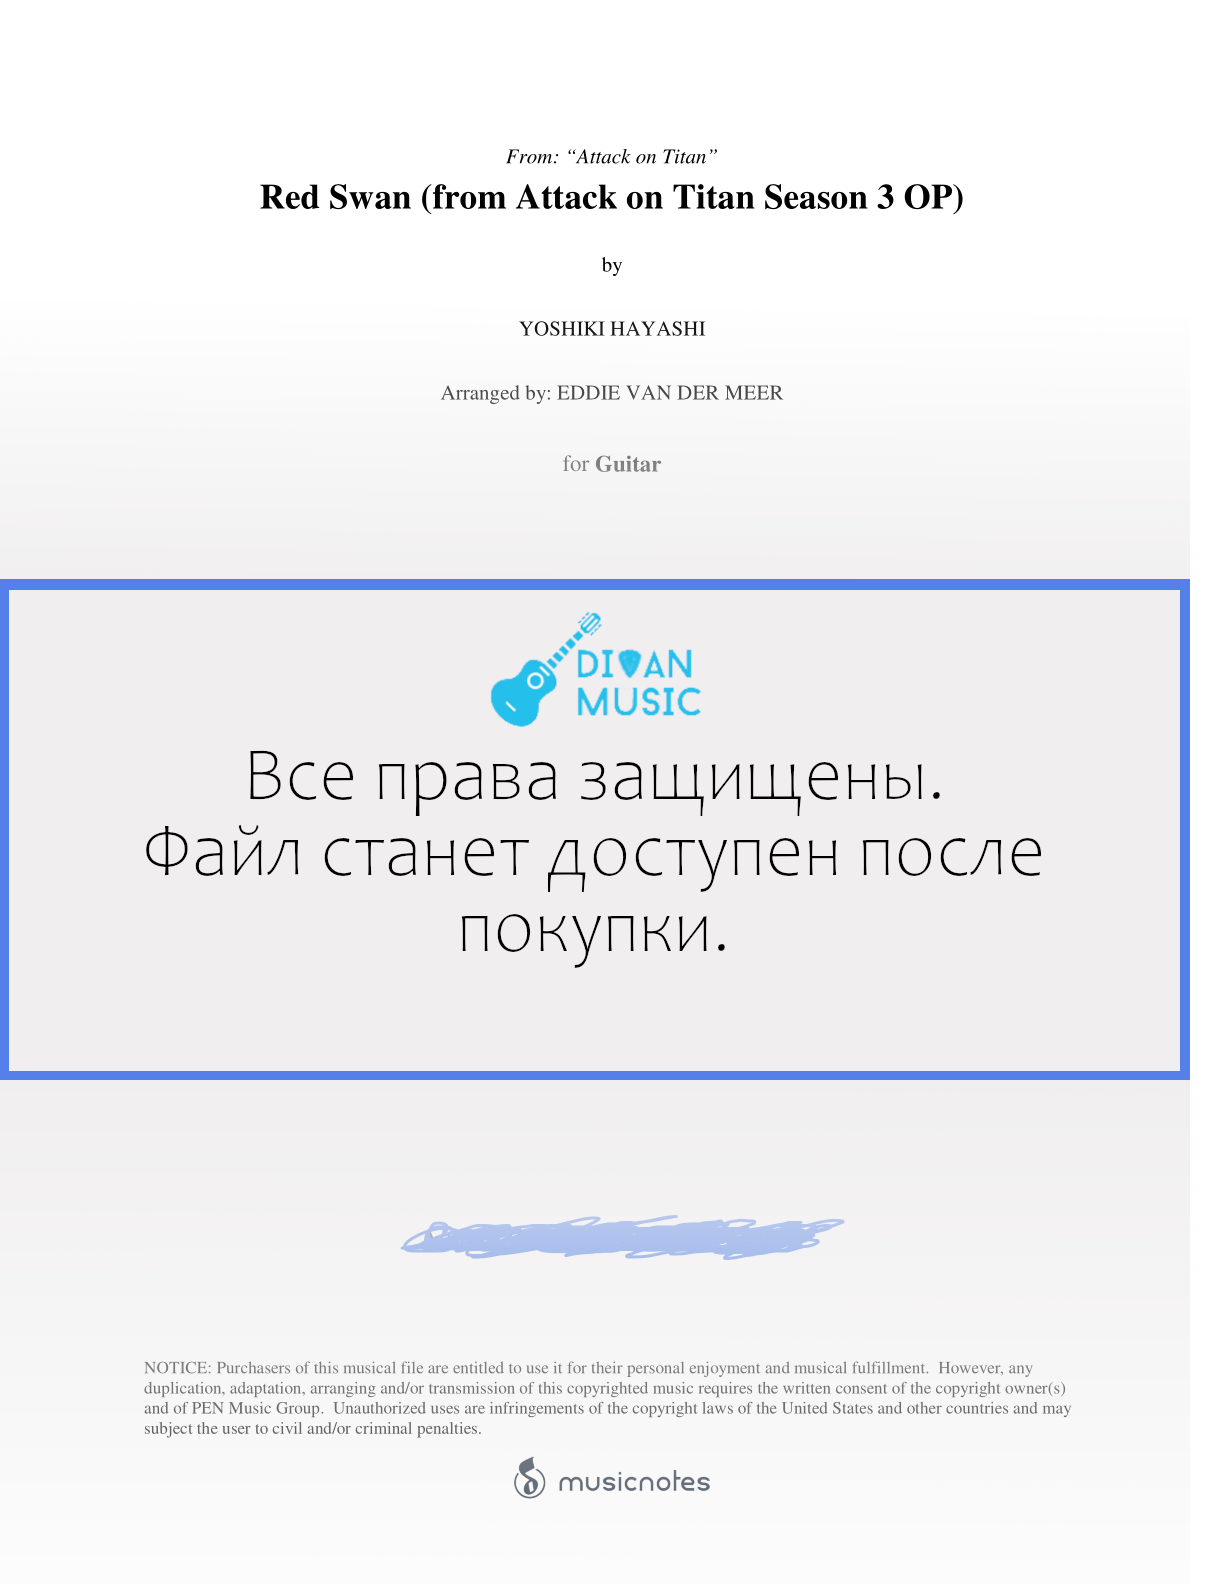 From: “Attack on Titan”
Red Swan (from Attack on Titan Season 3 OP)
by
YOSHIKI HAYASHI
Arranged by: EDDIE VAN DER MEER
for Guitar
DIVAN
MUSIC
Все права защищены.
Файл станет доступен после
покупки.
NOTICE: Purchasers of this musical file are entitled to use it for their personal enjoyment and musical fulfillment.  However, any
duplication, adaptation, arranging and/or transmission of this copyrighted music requires the written consent of the copyright owner(s)
and of PEN Music Group.  Unauthorized uses are infringements of the copyright laws of the United States and other countries and may
subject the user to civil and/or criminal penalties.
musicnotes